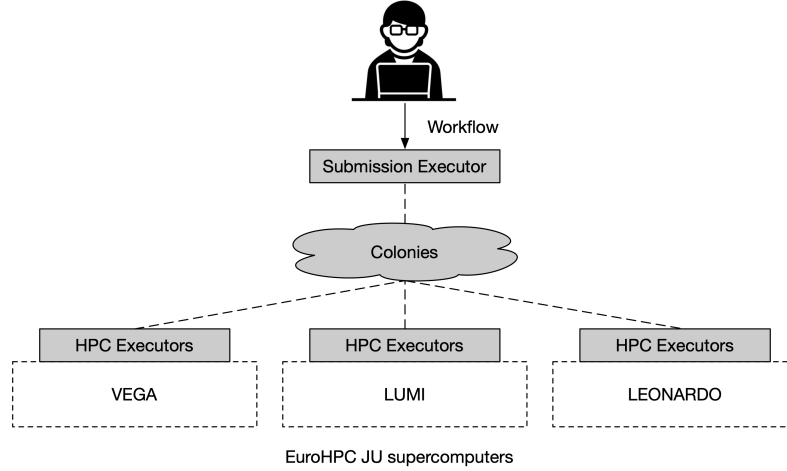 Workflow
Submission Executor
Colonies
HPC Executors
HPC Executors
HPC Executors
VEGA
LUMI
LEONARDO
EuroHPC JU supercomputers